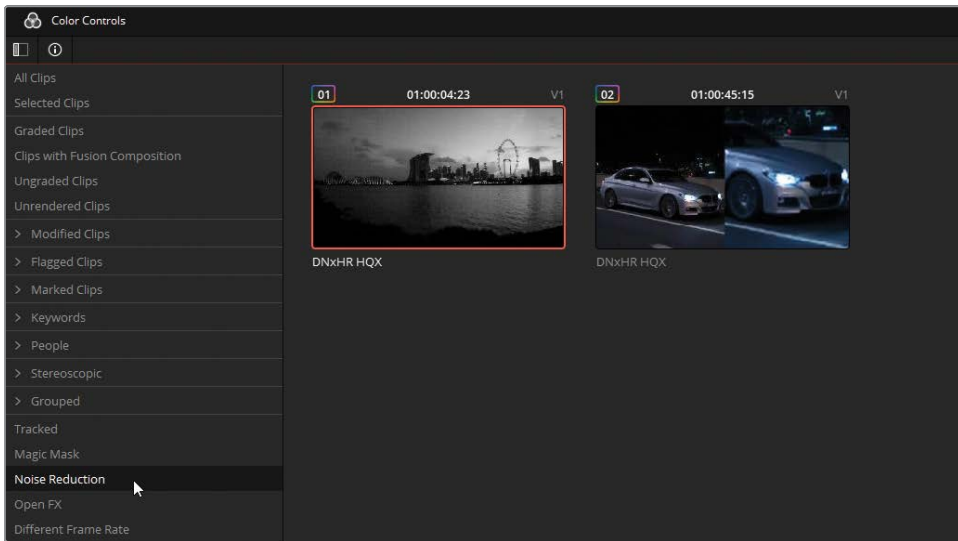 Color Controls
All Clips
Selected Clips
Graded Clips
Clips with Fusion Composition
Ungraded Clips
Unrendered Clips
> Modified Clips
> Flagged Clips
> Marked Clips
> Keywords
> People
> Stereoscopic
> Grouped
Tracked
Magic Mask
Noise Reduction
Open FX
Different Frame Rate
01 01:00:04:23 V1
DNxHR HQX
02 01:00:45:15 V1
DNxHR HQX